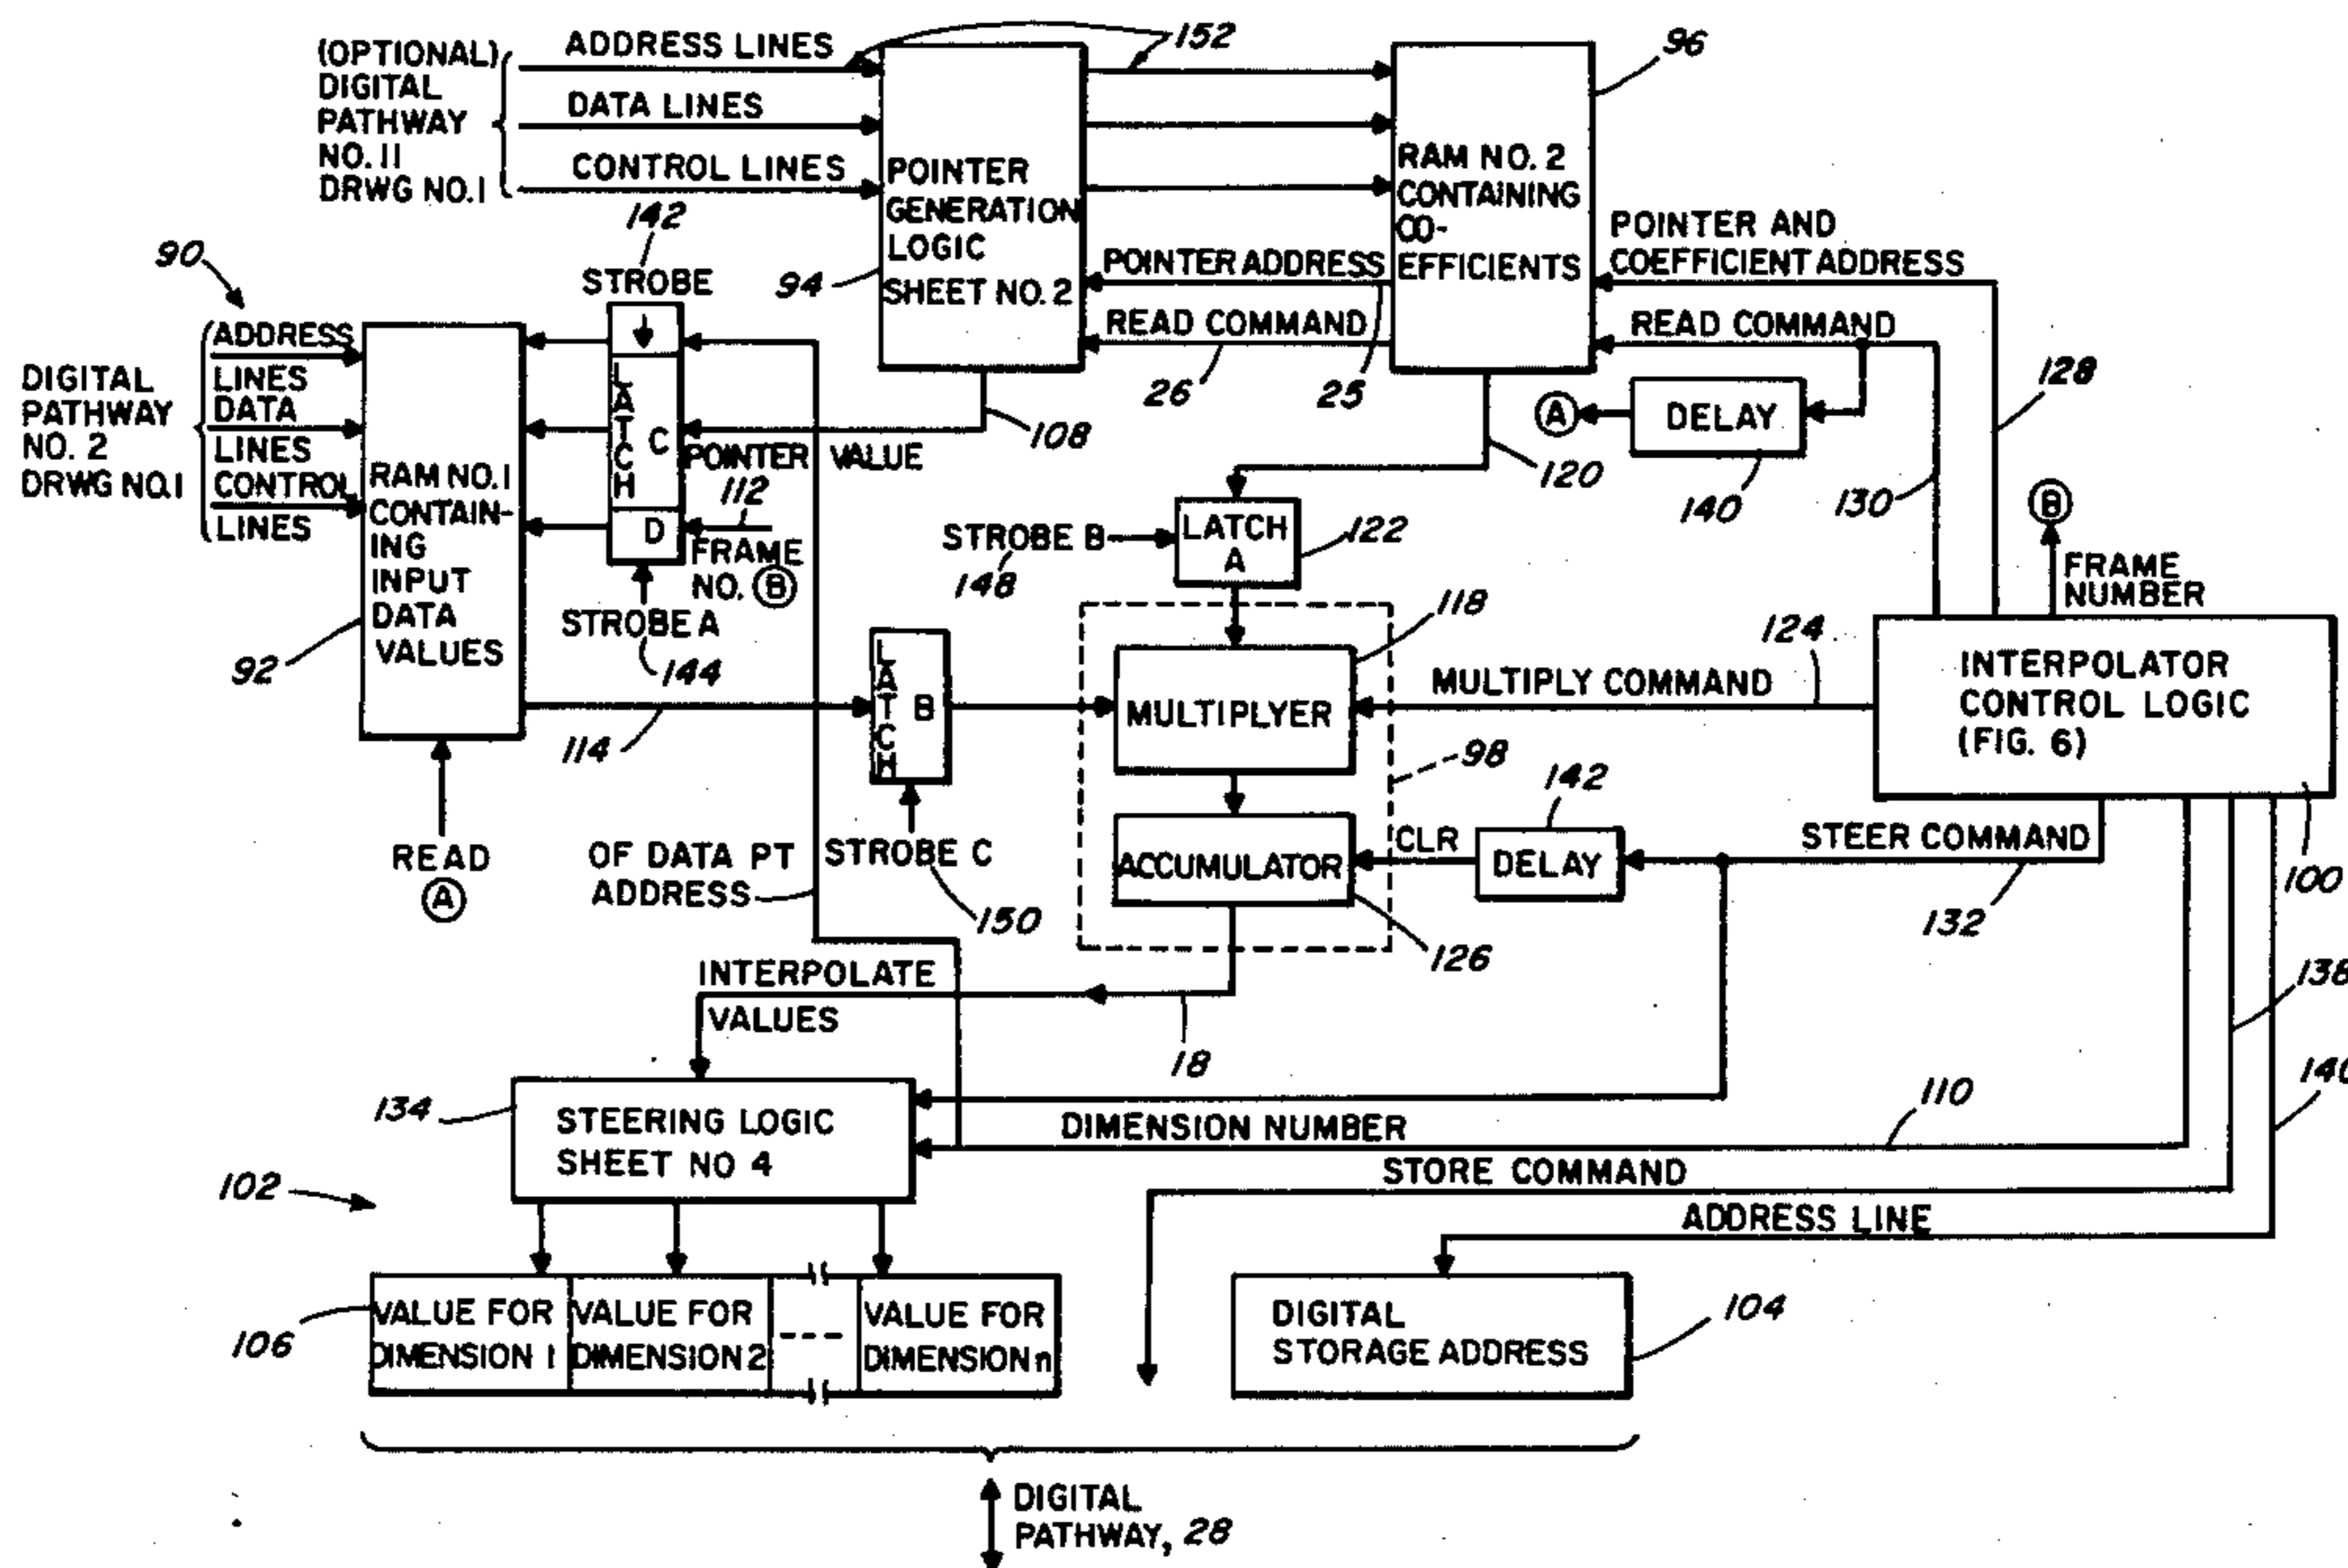 (OPTIONAL)
DIGITAL
PATHWAY
NO. 11
DRWG NO. 1
ADDRESS LINES
DATA LINES
CONTROL LINES
152
96
POINTER
GENERATION
LOGIC
SHEET NO. 2
94
RAM NO. 2
CONTAINING
CO-
EFFICIENTS
POINTER ADDRESS
READ COMMAND
26
25
POINTER AND
COEFFICIENT ADDRESS
READ COMMAND
128
130
DELAY
140
A
B
FRAME
NUMBER
90
DIGITAL
PATHWAY
NO. 2
DRWG NO.1
ADDRESS
LINES
DATA
LINES
CONTROL
LINES
142
STROBE
LATCH
C
D
POINTER VALUE
108
112
FRAME
NO. B
STROBE A
144
RAM NO. 1
CONTAIN-
ING
INPUT
DATA
VALUES
92
READ
A
114
LATCH
B
STROBE C
150
OF DATA PT
ADDRESS
120
STROBE B
148
LATCH
A
122
118
MULTIPLYER
98
ACCUMULATOR
126
MULTIPLY COMMAND
124
INTERPOLATOR
CONTROL LOGIC
(FIG. 6)
100
CLR
DELAY
142
STEER COMMAND
132
138
140
110
INTERPOLATE
VALUES
18
134
STEERING LOGIC
SHEET NO 4
DIMENSION NUMBER
STORE COMMAND
ADDRESS LINE
102
106
VALUE FOR
DIMENSION 1
VALUE FOR
DIMENSION 2
----
VALUE FOR
DIMENSION n
DIGITAL
STORAGE ADDRESS
104
DIGITAL
PATHWAY, 28